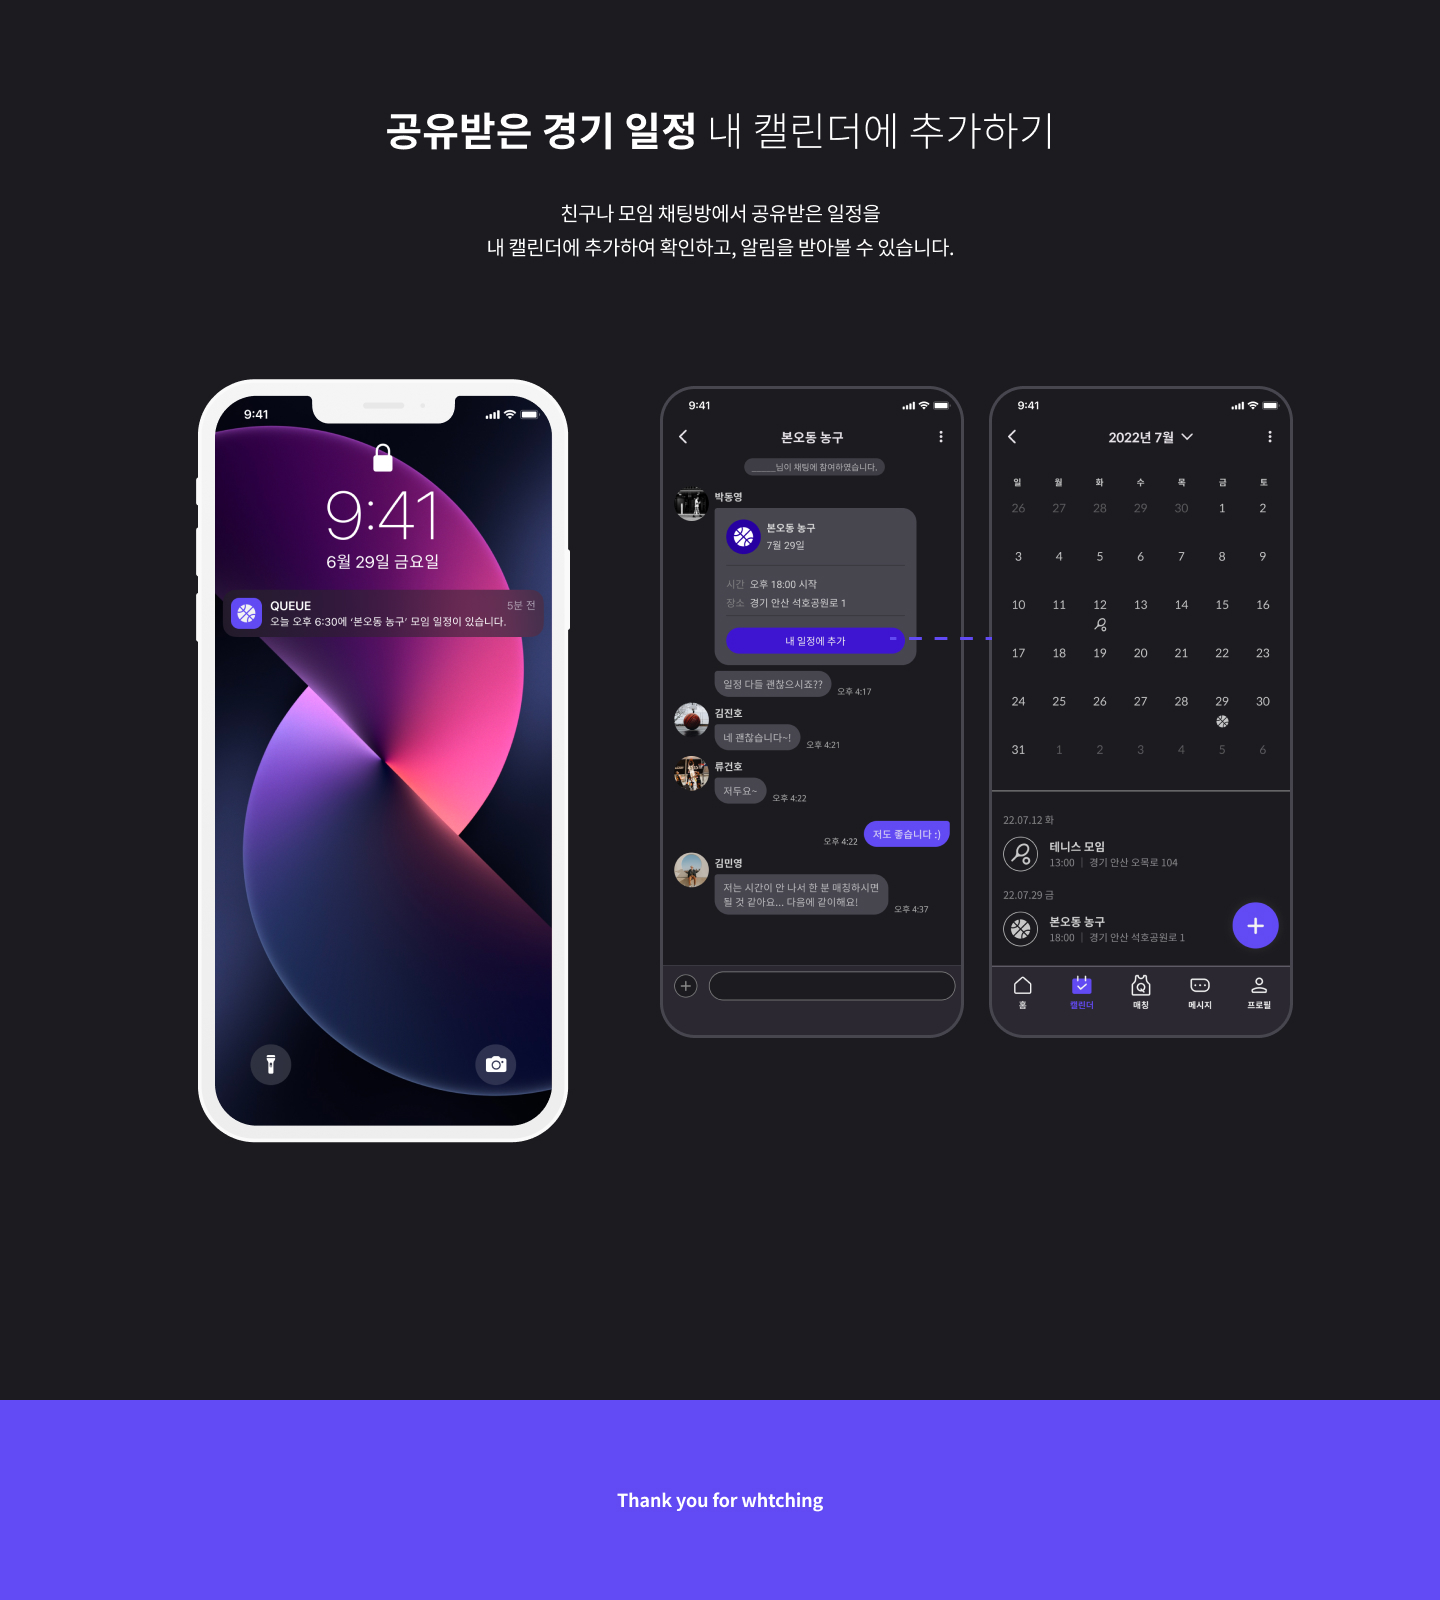 공유받은 경기 일정 내 캘린더에 추가하기
친구나 모임 채팅방에서 공유받은 일정을
내 캘린더에 추가하여 확인하고, 알림을 받아볼 수 있습니다.
9:41
9:41
6월 29일 금요일
QUEUE
5분 전
오늘 오후 6:30에 ‘본오동 농구’ 모임 일정이 있습니다.
9:41
본오동 농구
______님이 채팅에 참여하였습니다.
박동영
본오동 농구
7월 29일
시간 오후 18:00 시작
장소 경기 안산 석호공원로 1
내 일정에 추가
일정 다들 괜찮으시죠??
오후 4:17
김진호
네 괜찮습니다~!
오후 4:21
류건호
저두요~
오후 4:22
오후 4:22
저도 좋습니다 :)
김민영
저는 시간이 안 나서 한 분 매칭하시면
될 것 같아요... 다음에 같이해요!
오후 4:37
9:41
2022년 7월
일 월 화 수 목 금 토
26 27 28 29 30 1 2
3 4 5 6 7 8 9
10 11 12 13 14 15 16
17 18 19 20 21 22 23
24 25 26 27 28 29 30
31 1 2 3 4 5 6
22.07.12 화
테니스 모임
13:00 | 경기 안산 오목로 104
22.07.29 금
본오동 농구
18:00 | 경기 안산 석호공원로 1
홈 캘린더 매칭 메시지 프로필
Thank you for whtching